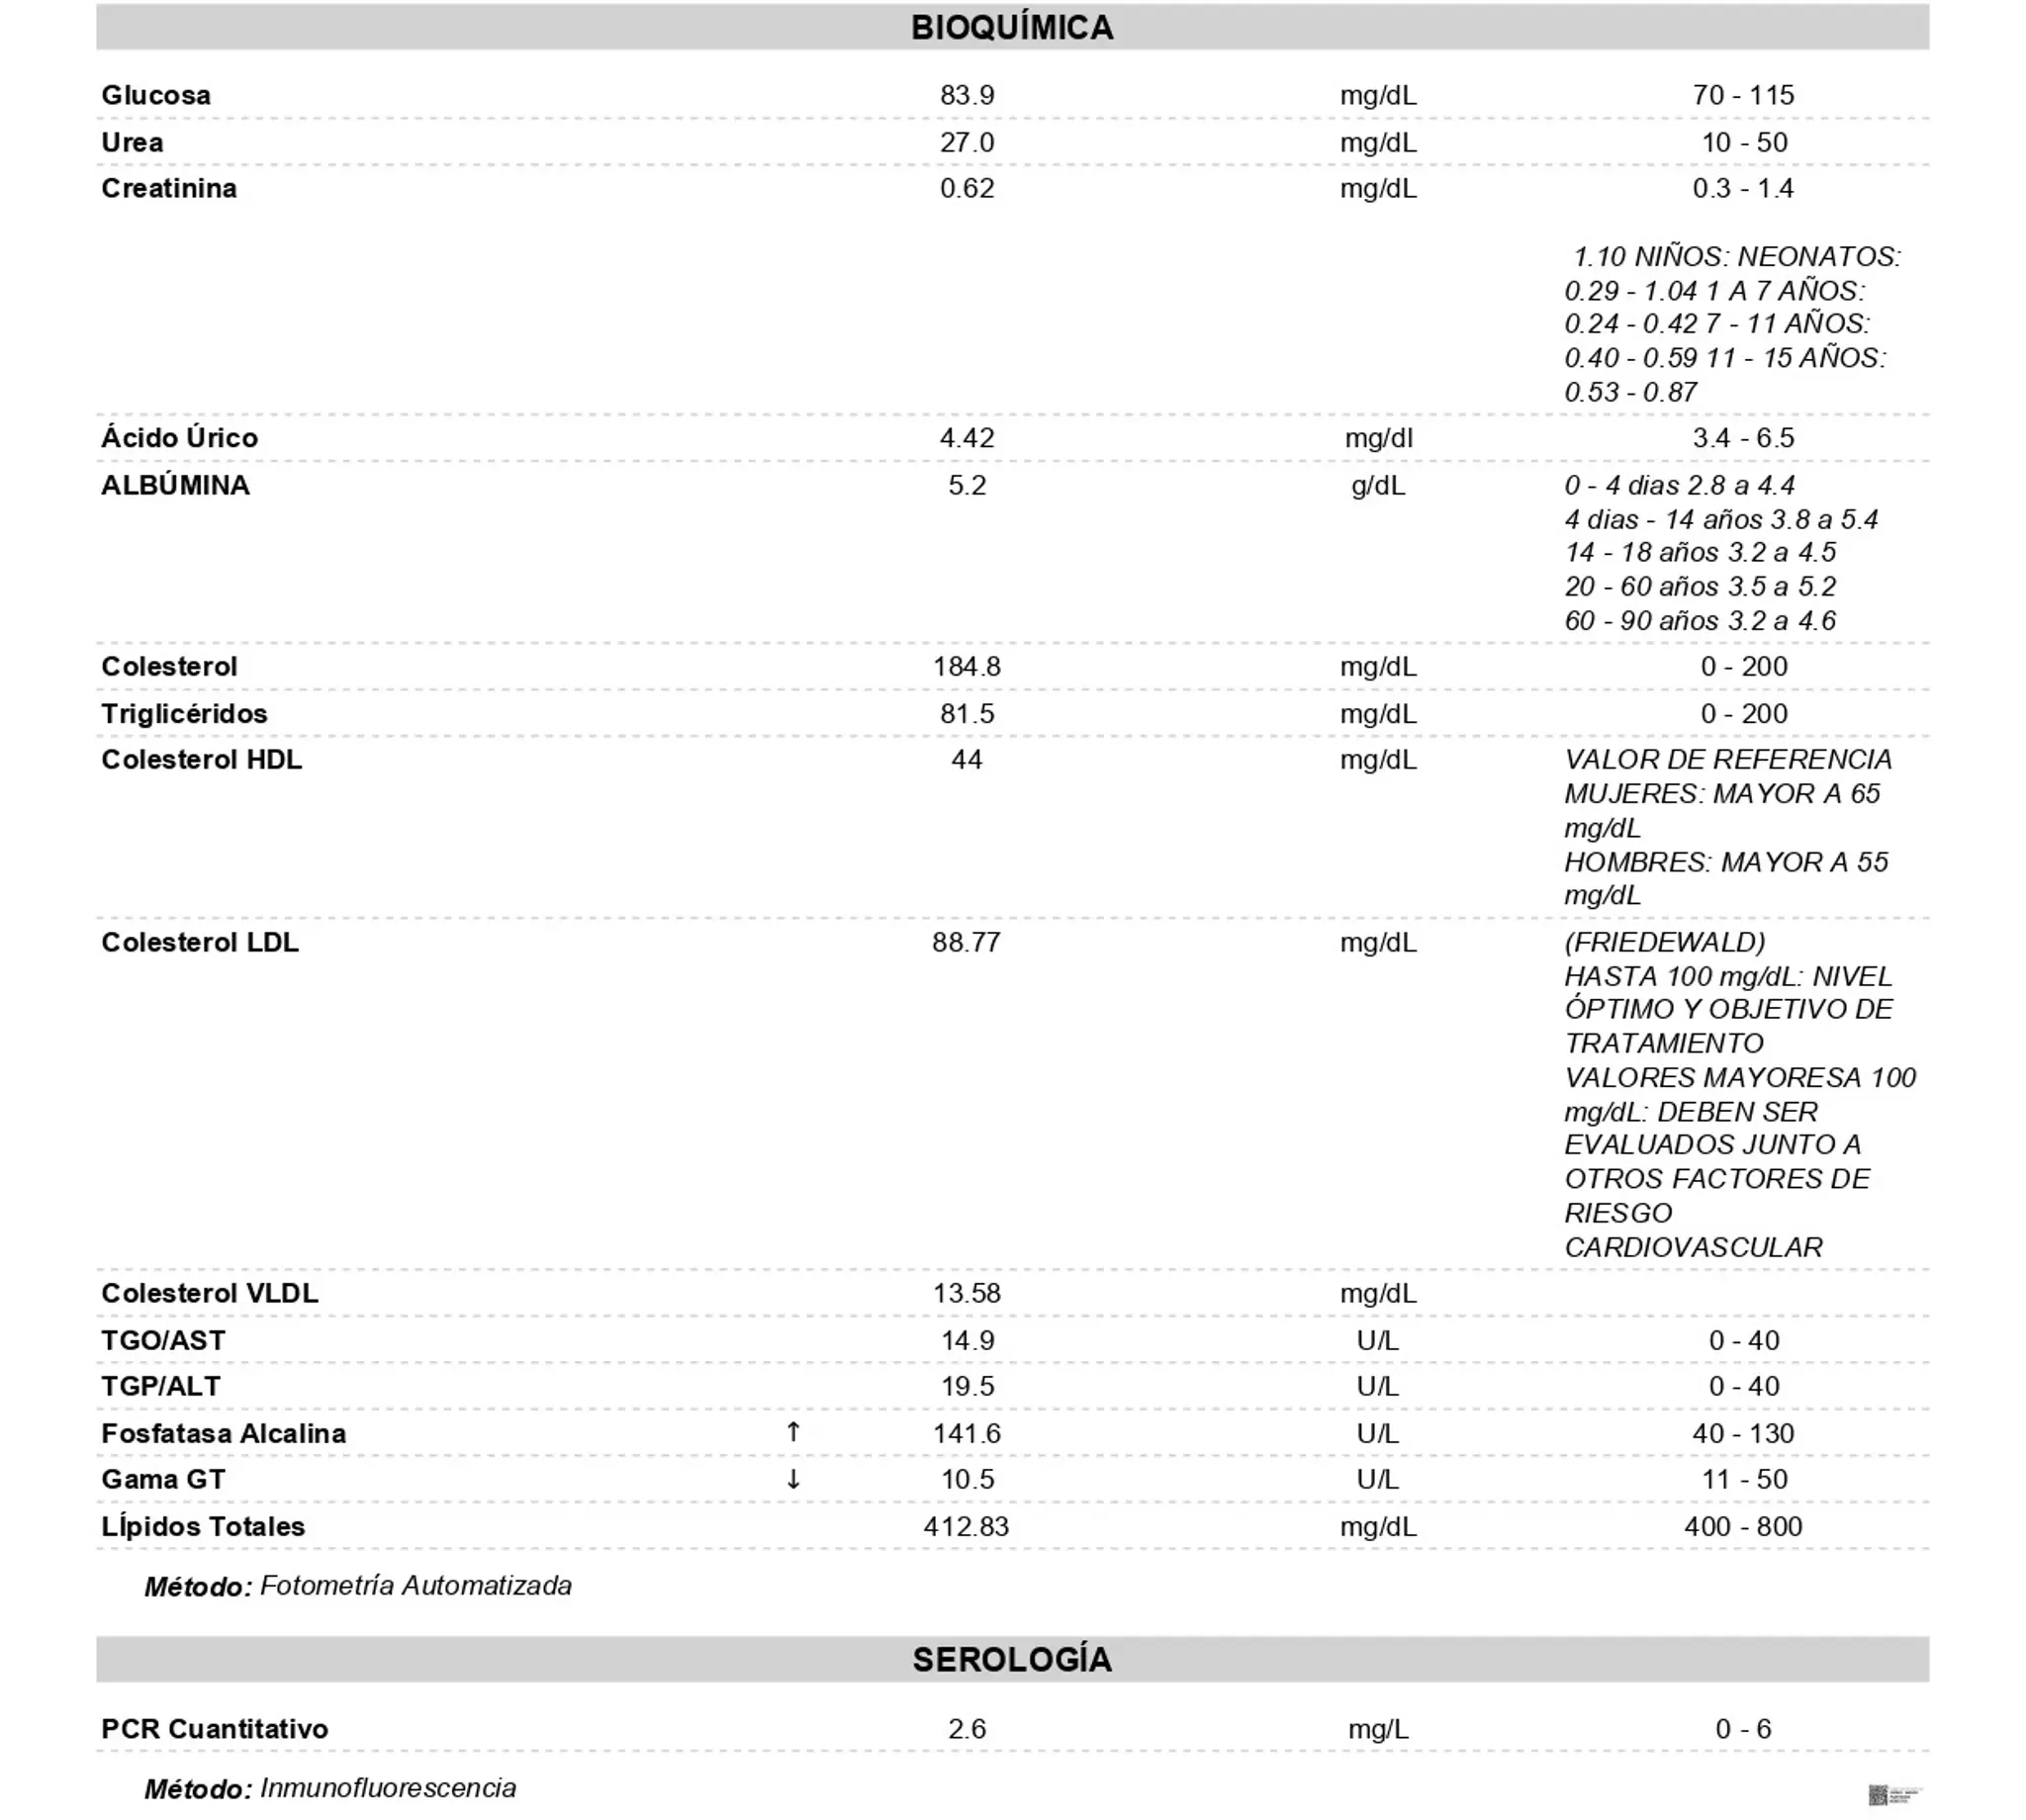 BIOQUÍMICA
Glucosa 83.9 mg/dL 70 - 115
Urea 27.0 mg/dL 10 - 50
Creatinina 0.62 mg/dL 0.3 - 1.4
1.10 NIÑOS: NEONATOS:
0.29 - 1.04 1 A 7 AÑOS:
0.24 - 0.42 7 - 11 AÑOS:
0.40 - 0.59 11 - 15 AÑOS:
0.53 - 0.87
Ácido Úrico 4.42 mg/dl 3.4 - 6.5
ALBÚMINA 5.2 g/dL 0 - 4 dias 2.8 a 4.4
4 dias - 14 años 3.8 a 5.4
14 - 18 años 3.2 a 4.5
20 - 60 años 3.5 a 5.2
60 - 90 años 3.2 a 4.6
Colesterol 184.8 mg/dL 0 - 200
Triglicéridos 81.5 mg/dL 0 - 200
Colesterol HDL 44 mg/dL VALOR DE REFERENCIA
MUJERES: MAYOR A 65
mg/dL
HOMBRES: MAYOR A 55
mg/dL
Colesterol LDL 88.77 mg/dL (FRIEDEWALD)
HASTA 100 mg/dL: NIVEL
ÓPTIMO Y OBJETIVO DE
TRATAMIENTO
VALORES MAYORESA 100
mg/dL: DEBEN SER
EVALUADOS JUNTO A
OTROS FACTORES DE
RIESGO
CARDIOVASCULAR
Colesterol VLDL 13.58 mg/dL
TGO/AST 14.9 U/L 0 - 40
TGP/ALT 19.5 U/L 0 - 40
Fosfatasa Alcalina ↑ 141.6 U/L 40 - 130
Gama GT ↓ 10.5 U/L 11 - 50
LÍpidos Totales 412.83 mg/dL 400 - 800
Método: Fotometría Automatizada
SEROLOGÍA
PCR Cuantitativo 2.6 mg/L 0 - 6
Método: Inmunofluorescencia